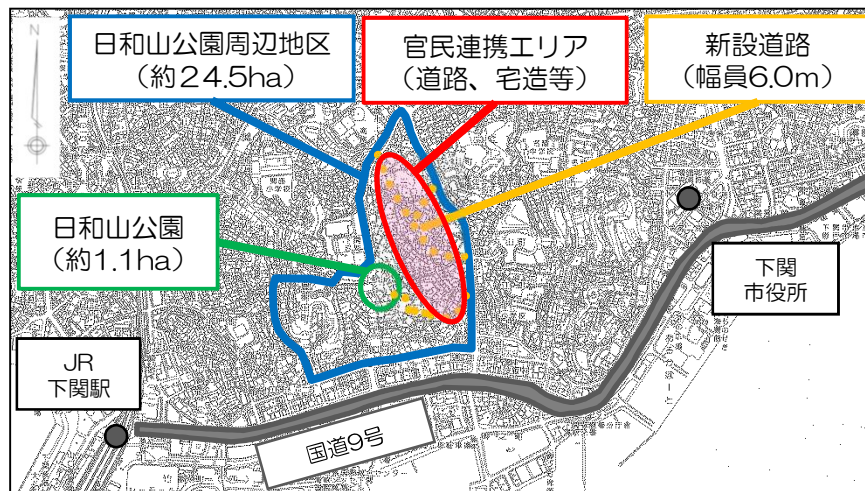 N
日和山公園周辺地区
（約２４.５ha）
官民連携エリア
（道路、宅造等）
新設道路
（幅員6.0m）
日和山公園
（約1.1ha）
下関
市役所
JR
下関駅
国道9号